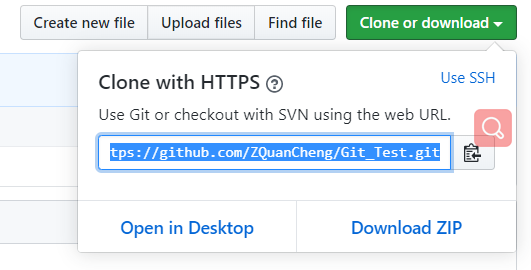 Create new file
Upload files
Find file
Clone or download
Clone with HTTPS
Use SSH
Use Git or checkout with SVN using the web URL.
tps://github.com/ZQuanCheng/Git_Test.git
Open in Desktop
Download ZIP